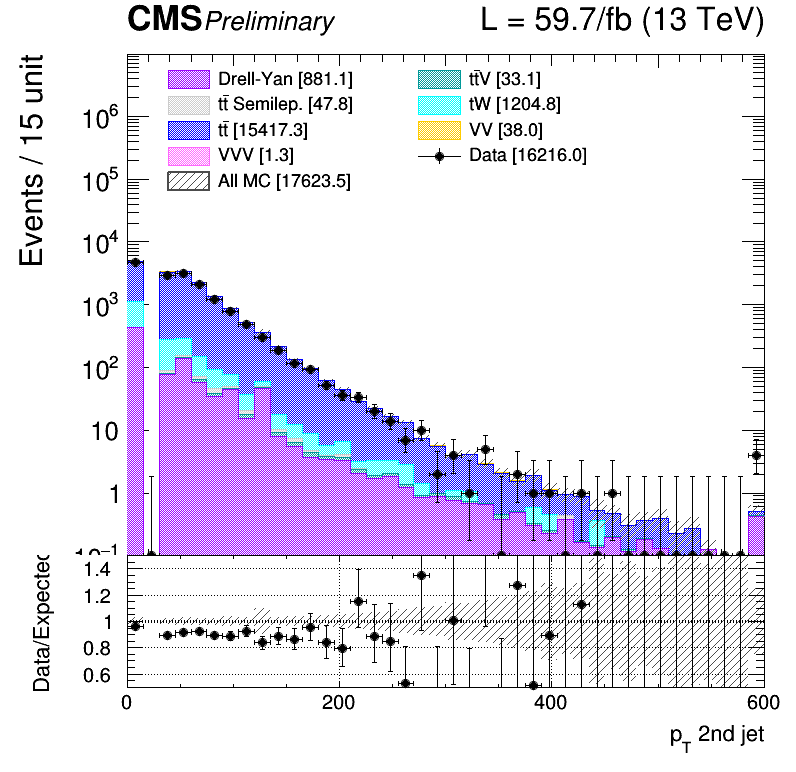 CMS Preliminary L = 59.7/fb (13 TeV)
Drell-Yan [881.1]
tt̄ Semilep. [47.8]
tt̄ [15417.3]
VVV [1.3]
All MC [17623.5]
tt̄V [33.1]
tW [1204.8]
VV [38.0]
Data [16216.0]
Events / 15 unit
10⁶
10⁵
10⁴
10³
10²
10
1
10⁻¹
Data/Expected
1.4
1.2
1
0.8
0.6
0 200 400 600
p_T 2nd jet